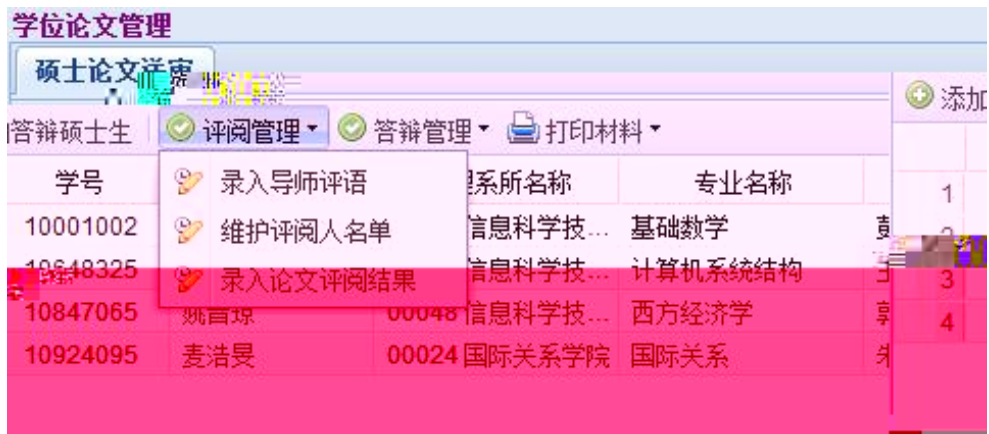 学位论文管理
硕士论文送审
答辩硕士生 评阅管理 答辩管理 打印材料 添加
学号 录入导师评语 系所名称 专业名称
1
10001002 维护评阅人名单 信息科学技... 基础数学
10648325 录入论文评阅结果 信息科学技... 计算机系统结构
3
10847065 00048 信息科学技... 西方经济学
4
10924095 麦浩旻 00024 国际关系学院 国际关系